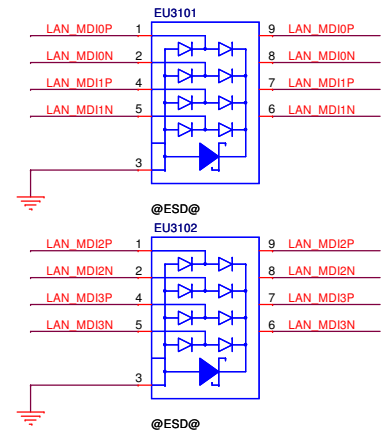 EU3101
LAN_MDI0P 1 9 LAN_MDI0P
LAN_MDI0N 2 8 LAN_MDI0N
LAN_MDI1P 4 7 LAN_MDI1P
LAN_MDI1N 5 6 LAN_MDI1N
3
@ESD@
EU3102
LAN_MDI2P 1 9 LAN_MDI2P
LAN_MDI2N 2 8 LAN_MDI2N
LAN_MDI3P 4 7 LAN_MDI3P
LAN_MDI3N 5 6 LAN_MDI3N
3
@ESD@